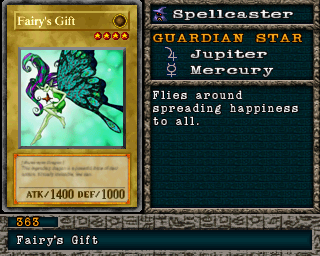 Fairy's Gift
ATK/1400 DEF/1000
Spellcaster
GUARDIAN STAR
Jupiter
Mercury
Flies around
spreading happiness
to all.
363
Fairy's Gift